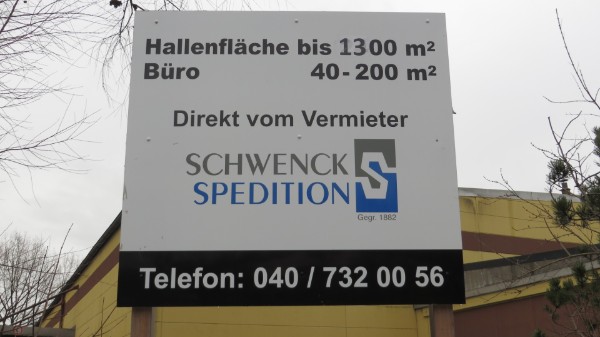 Hallenfläche bis 1300 m²
Büro 40-200 m²
Direkt vom Vermieter
SCHWENCK
SPEDITION
S
Gegr. 1882
Telefon: 040 / 732 00 56